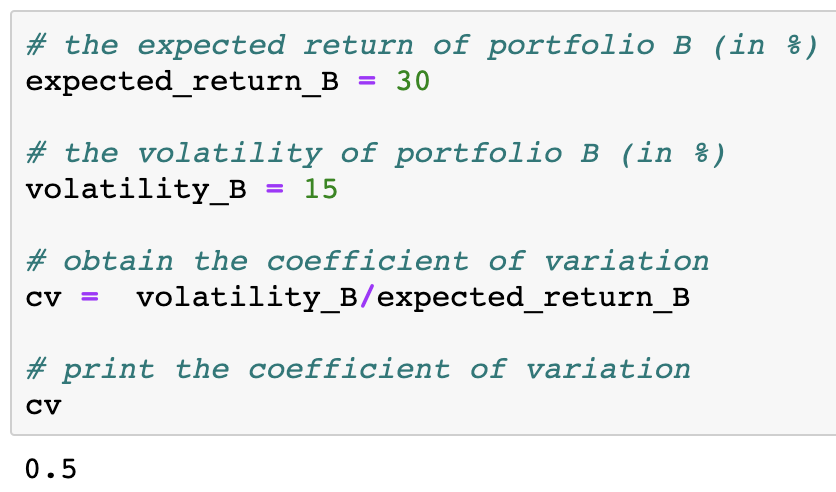 # the expected return of portfolio B (in %)
expected_return_B = 30
# the volatility of portfolio B (in %)
volatility_B = 15
# obtain the coefficient of variation
cv =  volatility_B/expected_return_B
# print the coefficient of variation
cv
0.5